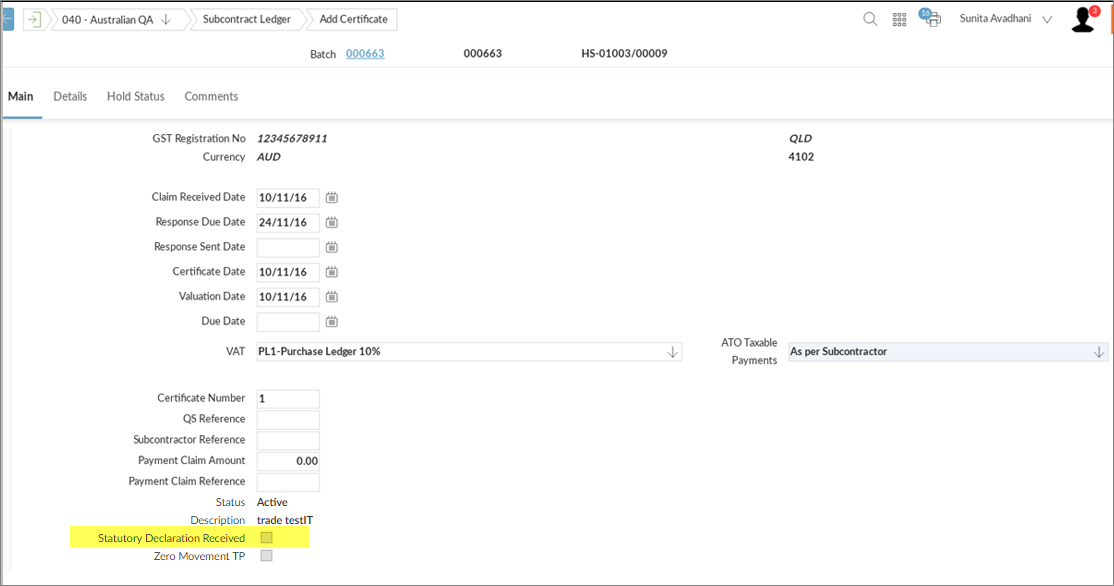 040 - Australian QA Subcontract Ledger Add Certificate 16 Sunita Avadhani 3
Batch 000663 000663 HS-01003/00009
Main Details Hold Status Comments
GST Registration No 12345678911 QLD
Currency AUD 4102
Claim Received Date 10/11/16
Response Due Date 24/11/16
Response Sent Date
Certificate Date 10/11/16
Valuation Date 10/11/16
Due Date
VAT PL1-Purchase Ledger 10% ATO Taxable Payments As per Subcontractor
Certificate Number 1
QS Reference
Subcontractor Reference
Payment Claim Amount 0.00
Payment Claim Reference
Status Active
Description trade testIT
Statutory Declaration Received
Zero Movement TP